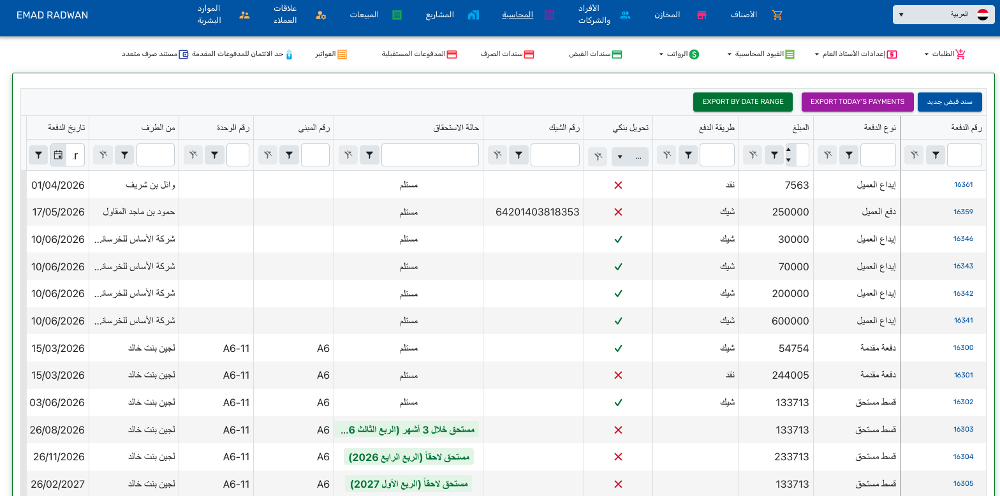 EMAD RADWAN
العربية
الأصناف
المخازن
الأفراد والشركات
المحاسبة
المشاريع
المبيعات
علاقات العملاء
الموارد البشرية
الطلبات
إعدادات الأستاذ العام
القيود المحاسبية
الرواتب
سندات القبض
سندات الصرف
المدفوعات المستقبلية
الفواتير
حد الائتمان للمدفوعات المقدمة
مستند صرف متعدد
سند قبض جديد
EXPORT TODAY'S PAYMENTS
EXPORT BY DATE RANGE
رقم الدفعة نوع الدفعة المبلغ طريقة الدفع تحويل بنكي رقم الشيك حالة الاستحقاق رقم المبنى رقم الوحدة من الطرف تاريخ الدفعة
... r.
16361 إيداع العميل 7563 نقد مستلم وائل بن شريف 01/04/2026
16359 دفع العميل 250000 شيك 64201403818353 مستلم حمود بن ماجد المقاول 17/05/2026
16346 إيداع العميل 30000 شيك مستلم شركة الأساس للخرسان... 10/06/2026
16343 إيداع العميل 70000 شيك مستلم شركة الأساس للخرسان... 10/06/2026
16342 إيداع العميل 200000 شيك مستلم شركة الأساس للخرسان... 10/06/2026
16341 إيداع العميل 600000 شيك مستلم شركة الأساس للخرسان... 10/06/2026
16300 دفعة مقدمة 54754 شيك مستلم A6 A6-11 لجين بنت خالد 15/03/2026
16301 دفعة مقدمة 244005 نقد مستلم A6 A6-11 لجين بنت خالد 15/03/2026
16302 قسط مستحق 133713 شيك مستلم A6 A6-11 لجين بنت خالد 03/06/2026
16303 قسط مستحق 133713 مستحق خلال 3 أشهر (الربع الثالث 6... A6 A6-11 لجين بنت خالد 26/08/2026
16304 قسط مستحق 233713 مستحق لاحقاً (الربع الرابع 2026) A6 A6-11 لجين بنت خالد 26/11/2026
16305 قسط مستحق 133713 مستحق لاحقاً (الربع الأول 2027) A6 A6-11 لجين بنت خالد 26/02/2027